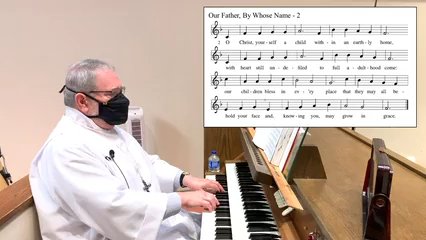 Our Father, By Whose Name - 2
2 O Christ, your - self a child with - in an earth - ly home,
with heart still un - de - filed to full a - dult - hood come:
our chil - dren bless in ev - 'ry place that they may all be -
hold your face and, know - ing you, may grow in grace.